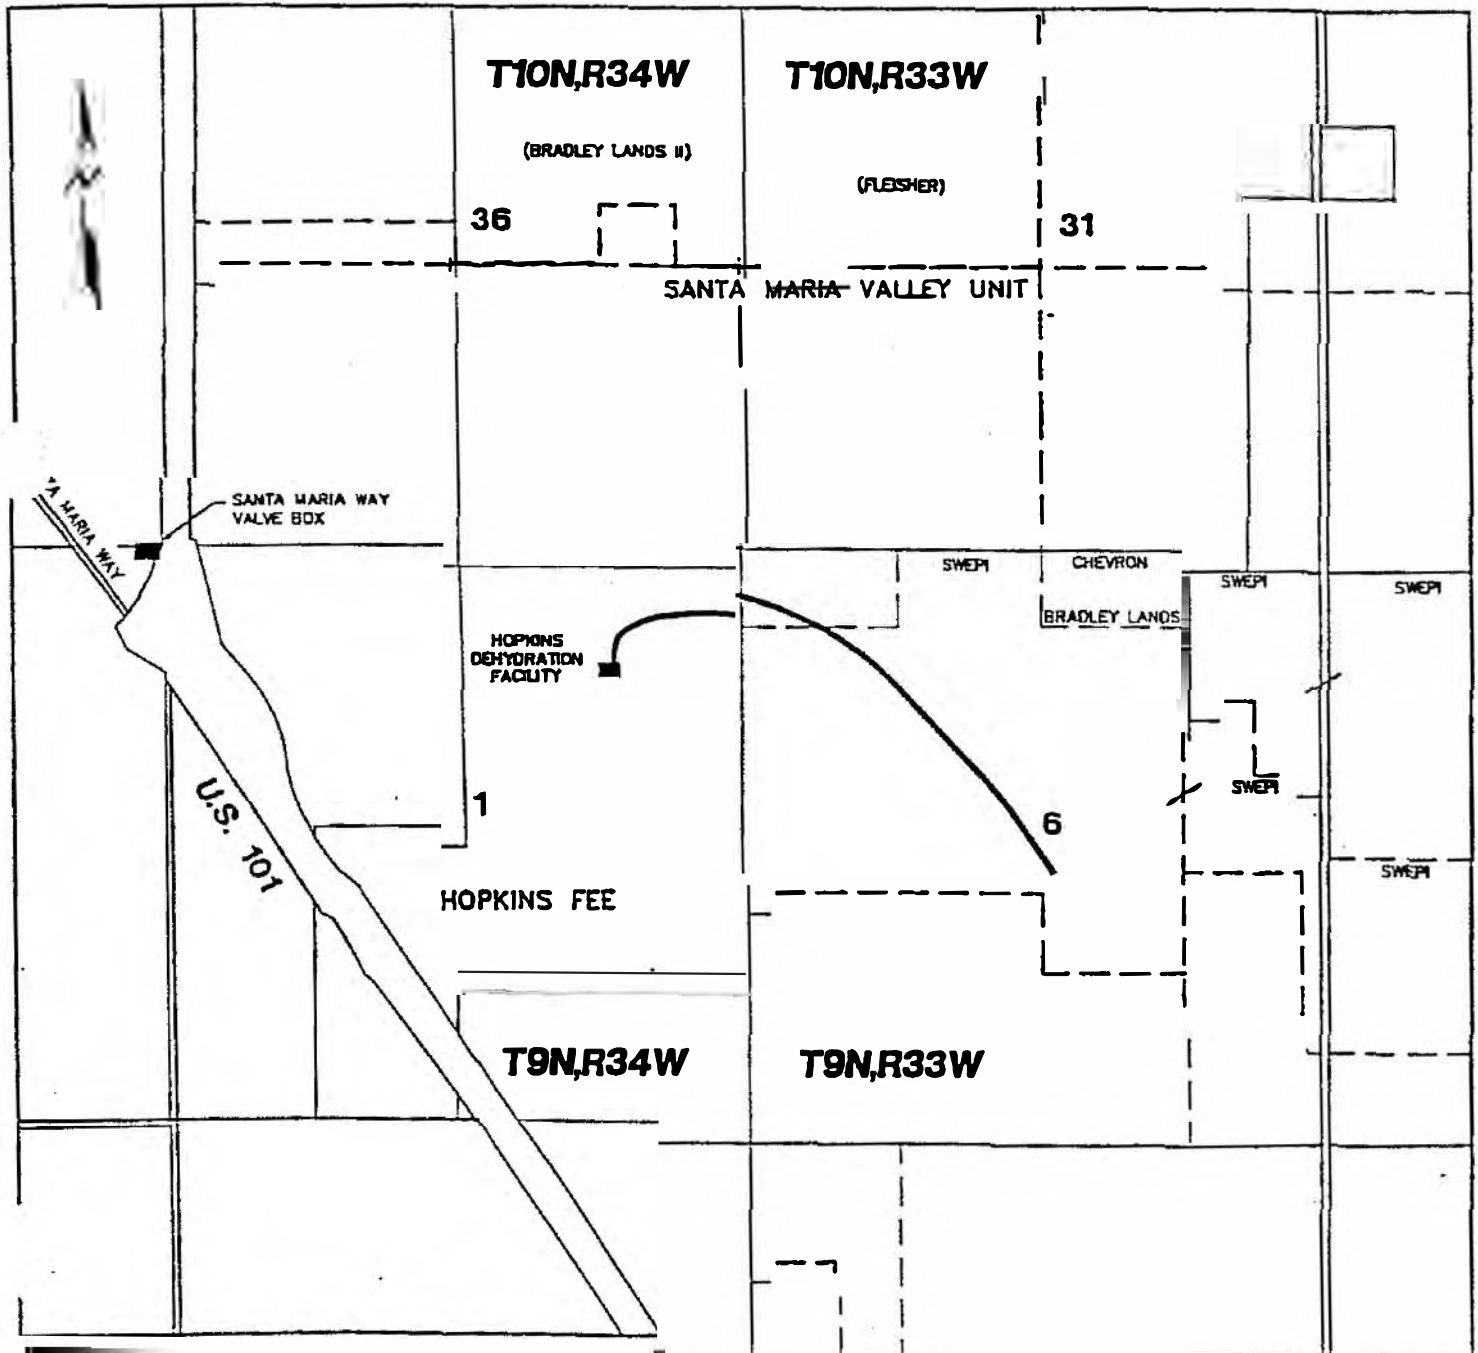 T10N,R34W
T10N,R33W
(BRADLEY LANDS II)
(FLEISHER)
N
36
31
SANTA MARIA VALLEY UNIT
SANTA MARIA WAY
VALVE BOX
TA MARIA WAY
SWEPI
CHEVRON
SWEPI
SWEPI
BRADLEY LANDS
HOPKINS
DEHYDRATION
FACILITY
SWEPI
U.S. 101
1
6
SWEPI
HOPKINS FEE
T9N,R34W
T9N,R33W